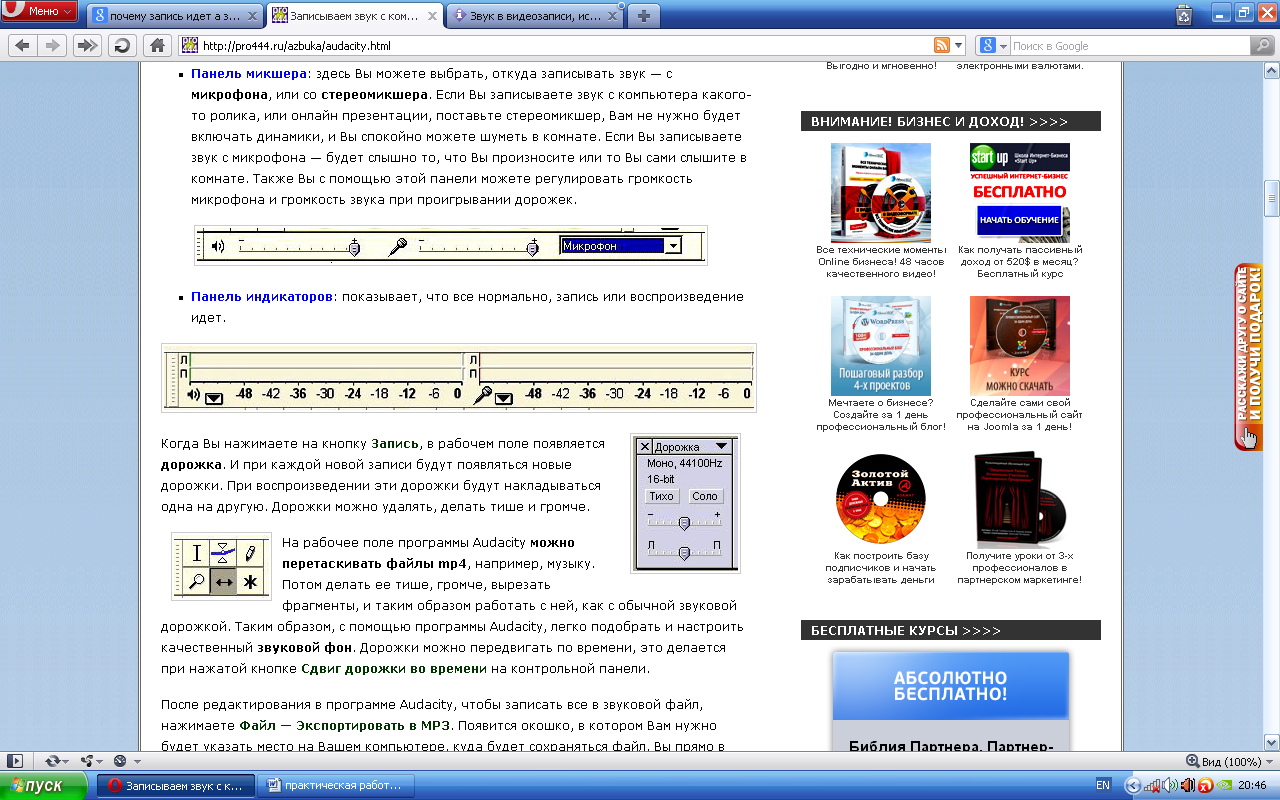 Меню
почему запись идет а з...
Записываем звук с ком...
Звук в видеозаписи, ис...
http://pro444.ru/azbuka/audacity.html
Поиск в Google
Панель микшера: здесь Вы можете выбрать, откуда записывать звук — с
микрофона, или со стереомикшера. Если Вы записываете звук с компьютера какого-
то ролика, или онлайн презентации, поставьте стереомикшер, Вам не нужно будет
включать динамики, и Вы спокойно можете шуметь в комнате. Если Вы записываете
звук с микрофона — будет слышно то, что Вы произносите или то Вы сами слышите в
комнате. Также с помощью этой панели можете регулировать громкость
микрофона и громкость звука при проигрывании дорожек.
- + - + Микрофон
Панель индикаторов: показывает, что все нормально, запись или воспроизведение
идет.
Л Л
П П
-48 -42 -36 -30 -24 -18 -12 -6 0 -48 -42 -36 -30 -24 -18 -12 -6 0
Когда Вы нажимаете на кнопку Запись, в рабочем поле появляется
дорожка. И при каждой новой записи будут появляться новые
дорожки. При воспроизведении эти дорожки будут накладываться
одна на другую. Дорожки можно удалять, делать тише и громче.
Дорожка
Моно, 44100Hz
16-bit
Тихо Соло
- +
Л П
На рабочее поле программы Audacity можно
перетаскивать файлы mp4, например, музыку.
Потом делать ее тише, громче, вырезать
фрагменты, и таким образом работать с ней, как с обычной звуковой
дорожкой. Таким образом, с помощью программы Audacity, легко подобрать и настроить
качественный звуковой фон. Дорожки можно передвигать по времени, это делается
при нажатой кнопке Сдвиг дорожки во времени на контрольной панели.
После редактирования в программе Audacity, чтобы записать все в звуковой файл,
нажимаете Файл — Экспортировать в MP3. Появится окошко, в котором Вам нужно
будет указать место на Вашем компьютере, куда будет сохраняться файл. Вы прямо в
Выгодно и мгновенно!
электронными валютами.
ВНИМАНИЕ! БИЗНЕС И ДОХОД! >>>>
Все технические моменты
Online бизнеса! 48 часов
качественного видео!
start up Школа Интернет-Бизнеса
«Start Up»
УСПЕШНЫЙ ИНТЕРНЕТ-БИЗНЕС
БЕСПЛАТНО
НАЧАТЬ ОБУЧЕНИЕ
Как получать пассивный
доход от 520$ в месяц?
Бесплатный курс
WORDPRESS
Пошаговый разбор
4-х проектов
Мечтаете о бизнесе?
Создайте за 1 день
профессиональный блог!
КУРС
МОЖНО СКАЧАТЬ
Сделайте сами свой
профессиональный сайт
на Joomla за 1 день!
Золотой
Актив
Как построить базу
подписчиков и начать
зарабатывать деньги
Получите уроки от 3-х
профессионалов в
партнерском маркетинге!
БЕСПЛАТНЫЕ КУРСЫ >>>>
АБСОЛЮТНО
БЕСПЛАТНО!
Библия Партнера. Партнер-
РАССКАЖИ ДРУГУ О САЙТЕ
И ПОЛУЧИ ПОДАРОК!
Вид (100%)
пуск
Записываем звук с к...
практическая работ...
EN
20:46